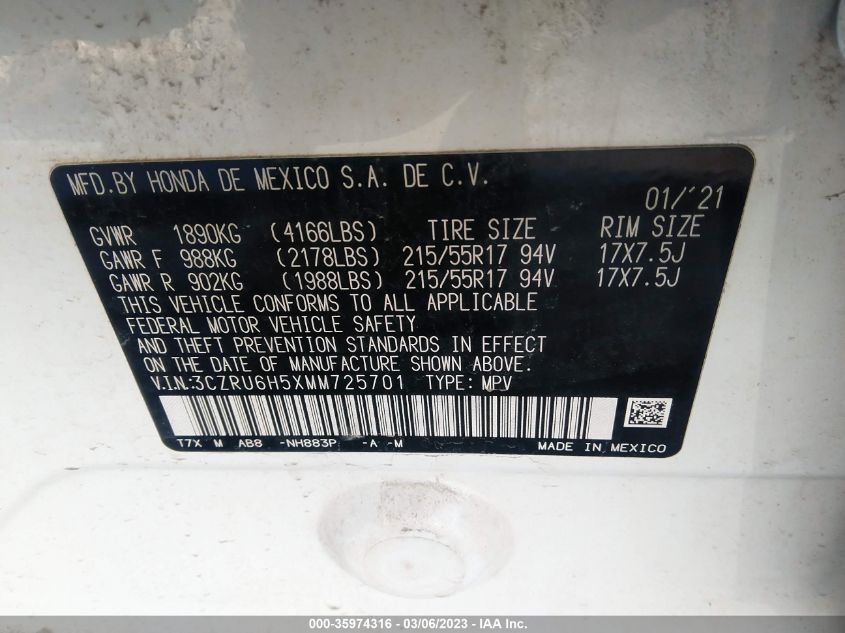 MFD.BY HONDA DE MEXICO S.A. DE C.V.
01/'21
GVWR 1890KG (4166LBS) TIRE SIZE RIM SIZE
GAWR F 988KG (2178LBS) 215/55R17 94V 17X7.5J
GAWR R 902KG (1988LBS) 215/55R17 94V 17X7.5J
THIS VEHICLE CONFORMS TO ALL APPLICABLE
FEDERAL MOTOR VEHICLE SAFETY
AND THEFT PREVENTION STANDARDS IN EFFECT
ON THE DATE OF MANUFACTURE SHOWN ABOVE.
V.I.N.:3CZRU6H5XMM725701 TYPE: MPV
T7X M AB8 -NH883P -A -M
MADE IN MEXICO
000-35974316 - 03/06/2023 - IAA Inc.